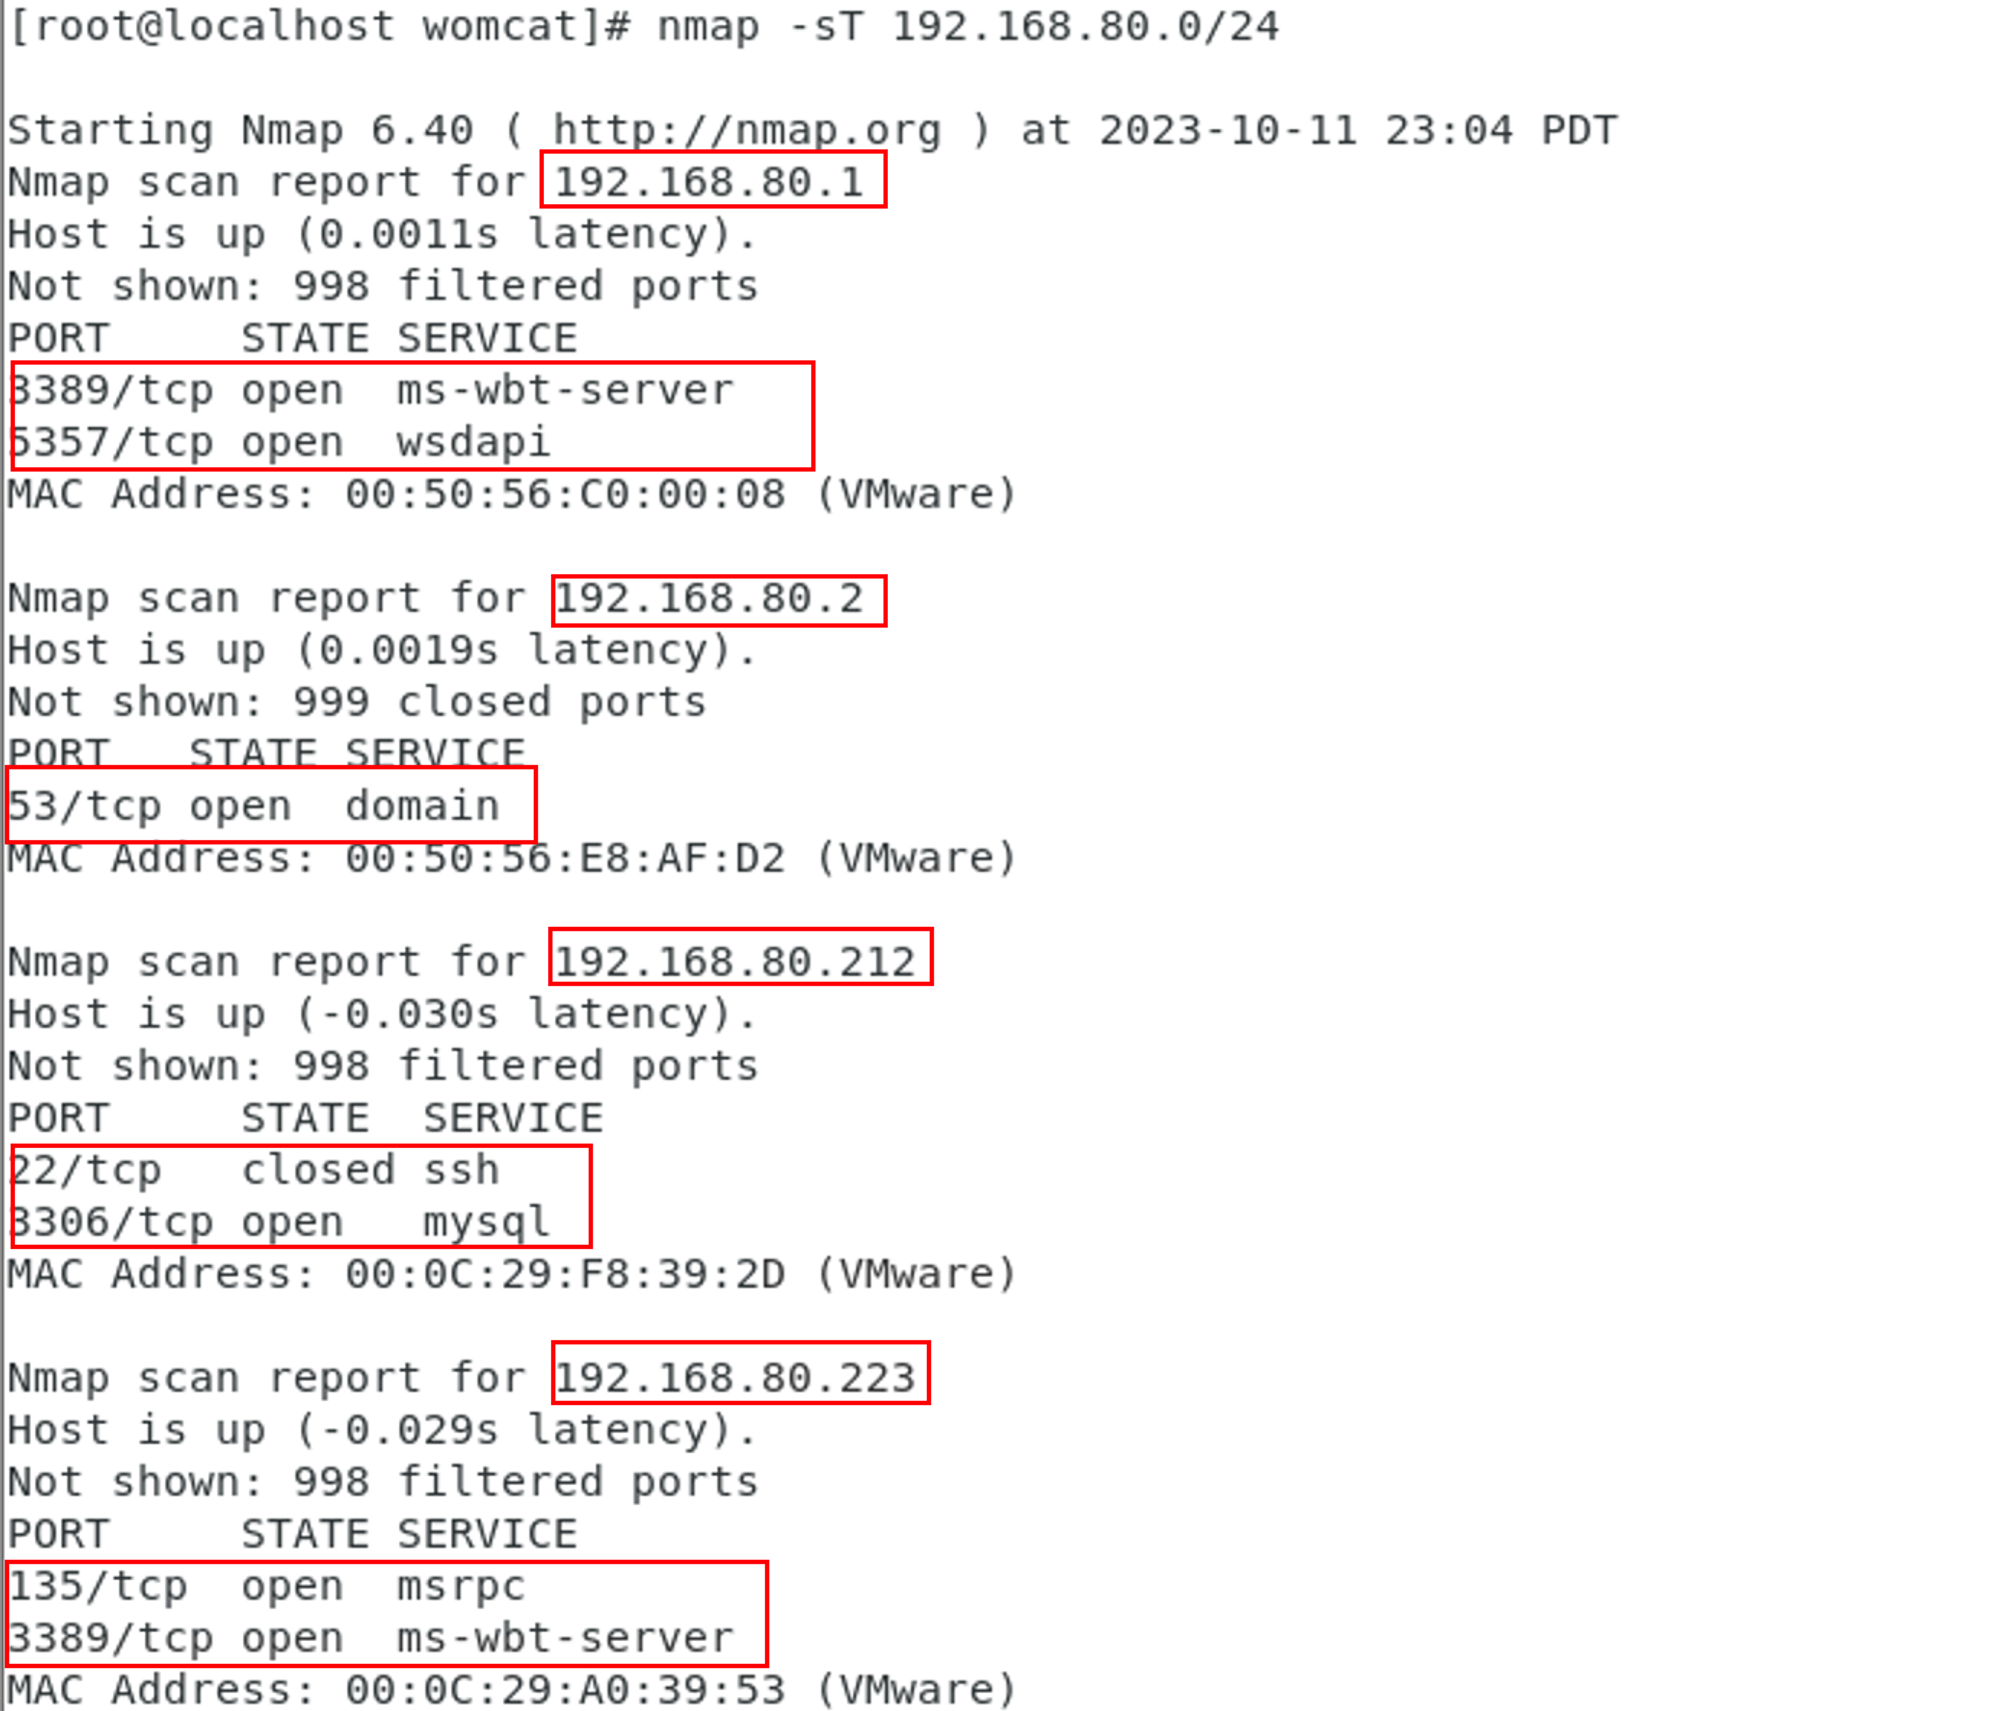 [root@localhost womcat]# nmap -sT 192.168.80.0/24
Starting Nmap 6.40 ( http://nmap.org ) at 2023-10-11 23:04 PDT
Nmap scan report for 192.168.80.1
Host is up (0.0011s latency).
Not shown: 998 filtered ports
PORT     STATE SERVICE
3389/tcp open  ms-wbt-server
5357/tcp open  wsdapi
MAC Address: 00:50:56:C0:00:08 (VMware)
Nmap scan report for 192.168.80.2
Host is up (0.0019s latency).
Not shown: 999 closed ports
PORT   STATE SERVICE
53/tcp open  domain
MAC Address: 00:50:56:E8:AF:D2 (VMware)
Nmap scan report for 192.168.80.212
Host is up (-0.030s latency).
Not shown: 998 filtered ports
PORT     STATE  SERVICE
22/tcp   closed ssh
3306/tcp open   mysql
MAC Address: 00:0C:29:F8:39:2D (VMware)
Nmap scan report for 192.168.80.223
Host is up (-0.029s latency).
Not shown: 998 filtered ports
PORT     STATE SERVICE
135/tcp  open  msrpc
3389/tcp open  ms-wbt-server
MAC Address: 00:0C:29:A0:39:53 (VMware)